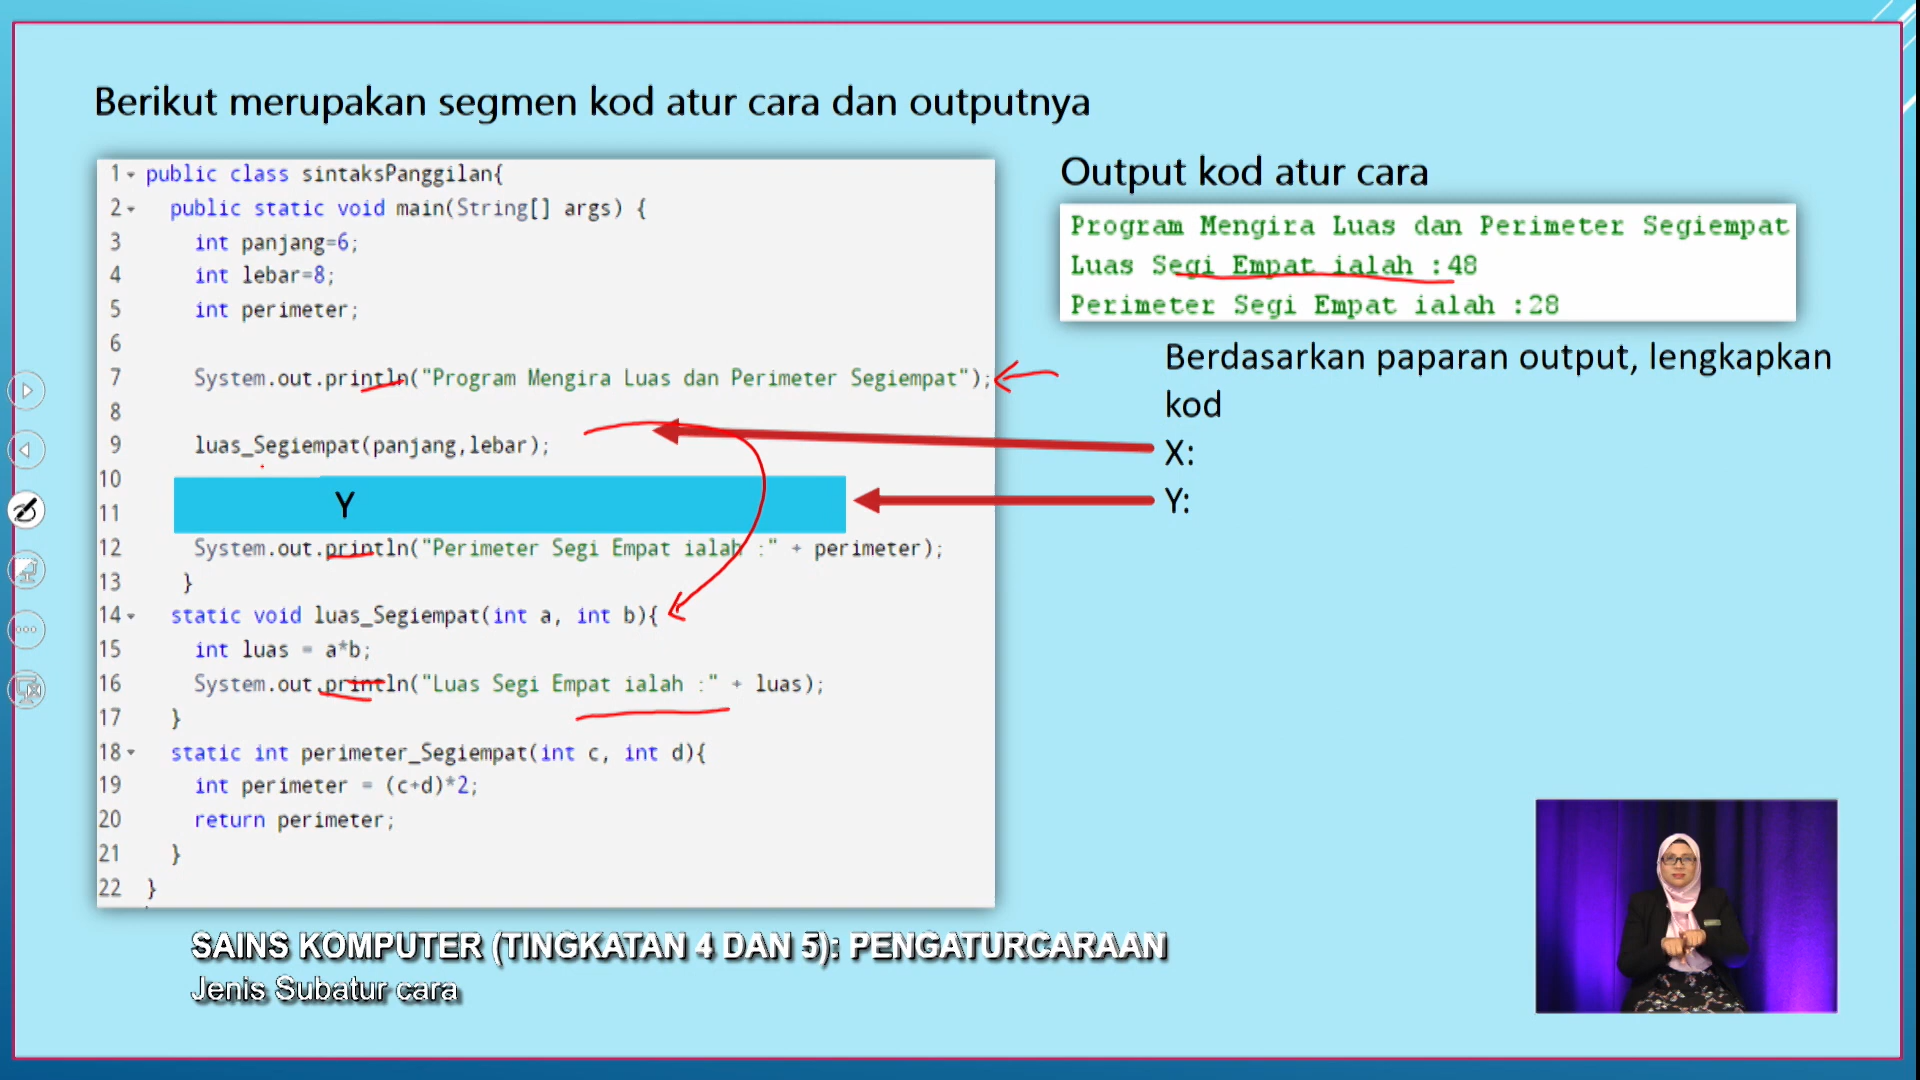 Berikut merupakan segmen kod atur cara dan outputnya
1 public class sintaksPanggilan{
2 public static void main(String[] args) {
3 int panjang=6;
4 int lebar=8;
5 int perimeter;
6
7 System.out.println("Program Mengira Luas dan Perimeter Segiempat");
8
9 luas_Segiempat(panjang,lebar);
10
11
Y
12 System.out.println("Perimeter Segi Empat ialah :" + perimeter);
13 }
14 static void luas_Segiempat(int a, int b){
15 int luas = a*b;
16 System.out.println("Luas Segi Empat ialah :" + luas);
17 }
18 static int perimeter_Segiempat(int c, int d){
19 int perimeter = (c+d)*2;
20 return perimeter;
21 }
22 }
Output kod atur cara
Program Mengira Luas dan Perimeter Segiempat
Luas Segi Empat ialah :48
Perimeter Segi Empat ialah :28
Berdasarkan paparan output, lengkapkan
kod
X:
Y:
SAINS KOMPUTER (TINGKATAN 4 DAN 5): PENGATURCARAAN
Jenis Subatur cara